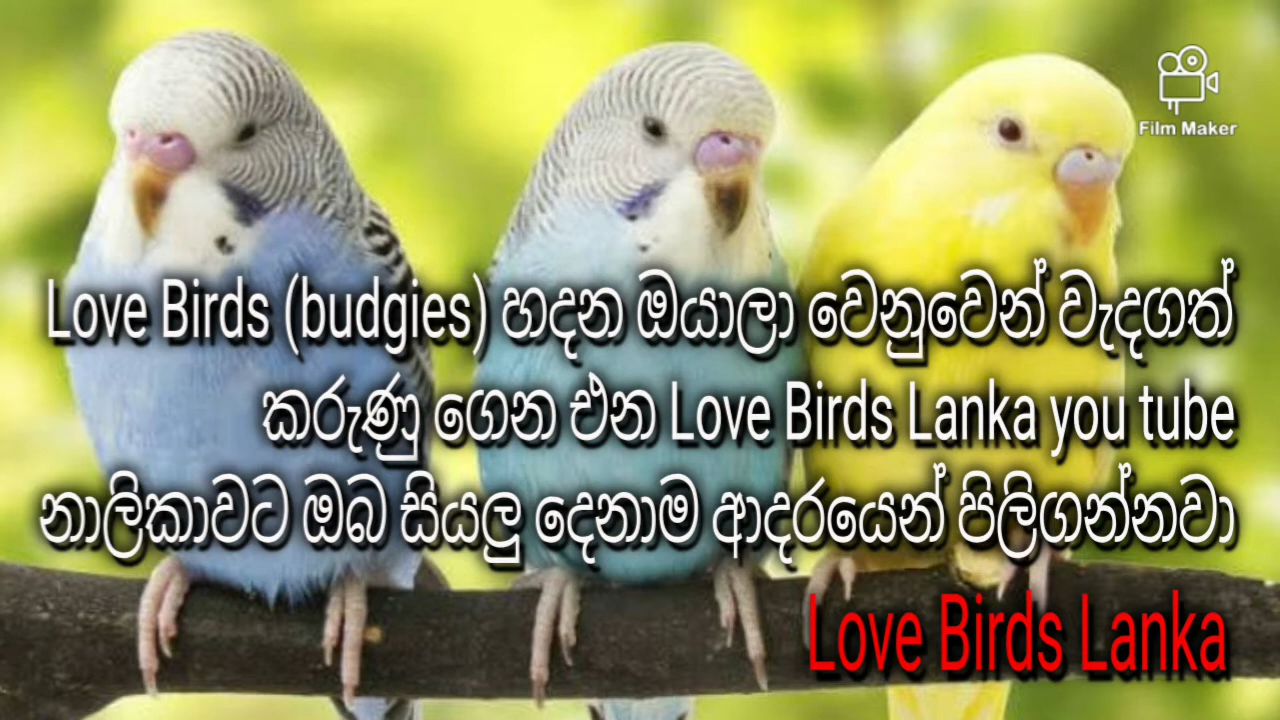 Film Maker
Love Birds (budgies) හදන ඔයාලා වෙනුවෙන් වැදගත්
කරුණු ගෙන එන Love Birds Lanka you tube
නාලිකාවට ඔබ සියලු දෙනාම ආදරයෙන් පිලිගන්නවා
Love Birds Lanka